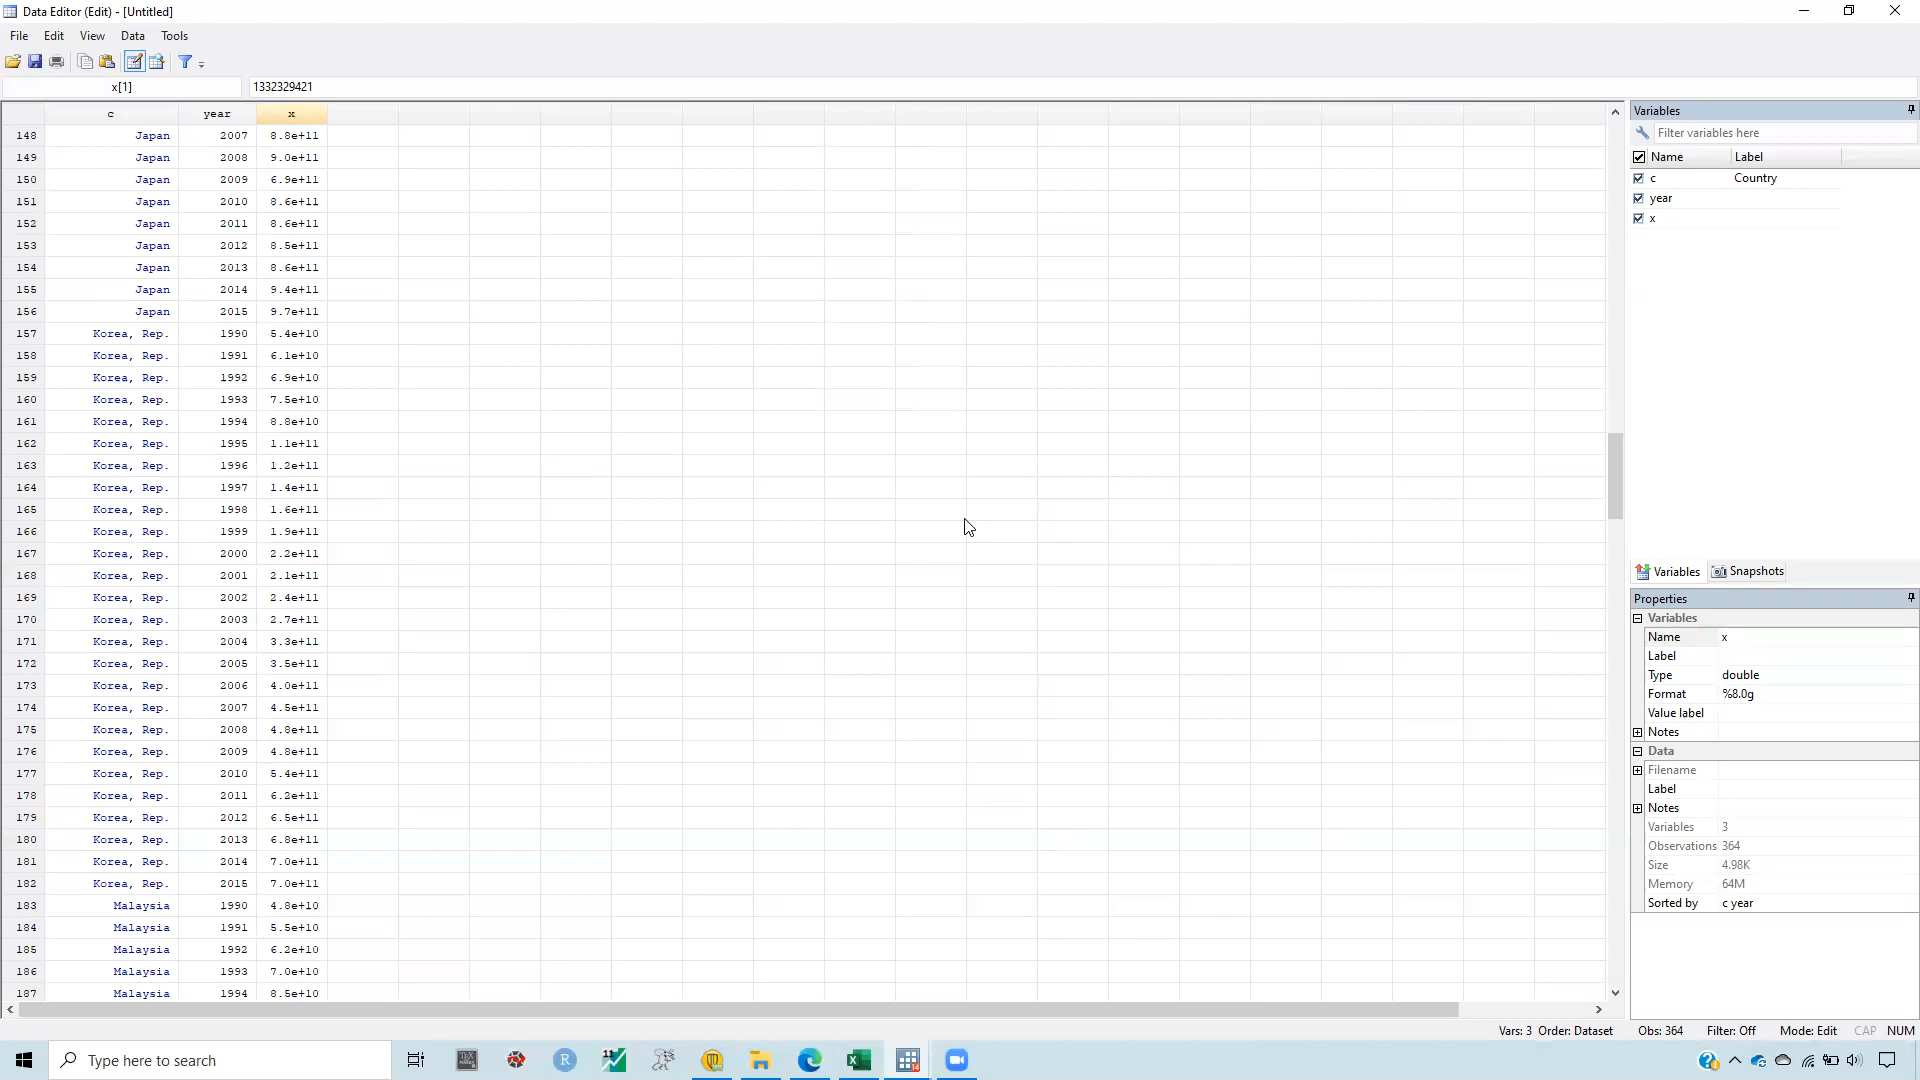 Data Editor (Edit) - [Untitled]
File Edit View Data Tools
x[1] 1332329421
c year x
148 Japan 2007 8.8e+11
149 Japan 2008 9.0e+11
150 Japan 2009 6.9e+11
151 Japan 2010 8.6e+11
152 Japan 2011 8.6e+11
153 Japan 2012 8.5e+11
154 Japan 2013 8.6e+11
155 Japan 2014 9.4e+11
156 Japan 2015 9.7e+11
157 Korea, Rep. 1990 5.4e+10
158 Korea, Rep. 1991 6.1e+10
159 Korea, Rep. 1992 6.9e+10
160 Korea, Rep. 1993 7.5e+10
161 Korea, Rep. 1994 8.8e+10
162 Korea, Rep. 1995 1.1e+11
163 Korea, Rep. 1996 1.2e+11
164 Korea, Rep. 1997 1.4e+11
165 Korea, Rep. 1998 1.6e+11
166 Korea, Rep. 1999 1.9e+11
167 Korea, Rep. 2000 2.2e+11
168 Korea, Rep. 2001 2.1e+11
169 Korea, Rep. 2002 2.4e+11
170 Korea, Rep. 2003 2.7e+11
171 Korea, Rep. 2004 3.3e+11
172 Korea, Rep. 2005 3.5e+11
173 Korea, Rep. 2006 4.0e+11
174 Korea, Rep. 2007 4.5e+11
175 Korea, Rep. 2008 4.8e+11
176 Korea, Rep. 2009 4.8e+11
177 Korea, Rep. 2010 5.4e+11
178 Korea, Rep. 2011 6.2e+11
179 Korea, Rep. 2012 6.5e+11
180 Korea, Rep. 2013 6.8e+11
181 Korea, Rep. 2014 7.0e+11
182 Korea, Rep. 2015 7.0e+11
183 Malaysia 1990 4.8e+10
184 Malaysia 1991 5.5e+10
185 Malaysia 1992 6.2e+10
186 Malaysia 1993 7.0e+10
187 Malaysia 1994 8.5e+10
Variables
Filter variables here
Name Label
c Country
year
x
Variables Snapshots
Properties
Variables
Name x
Label
Type double
Format %8.0g
Value label
Notes
Data
Filename
Label
Notes
Variables 3
Observations 364
Size 4.98K
Memory 64M
Sorted by c year
Vars: 3 Order: Dataset Obs: 364 Filter: Off Mode: Edit CAP NUM
Type here to search